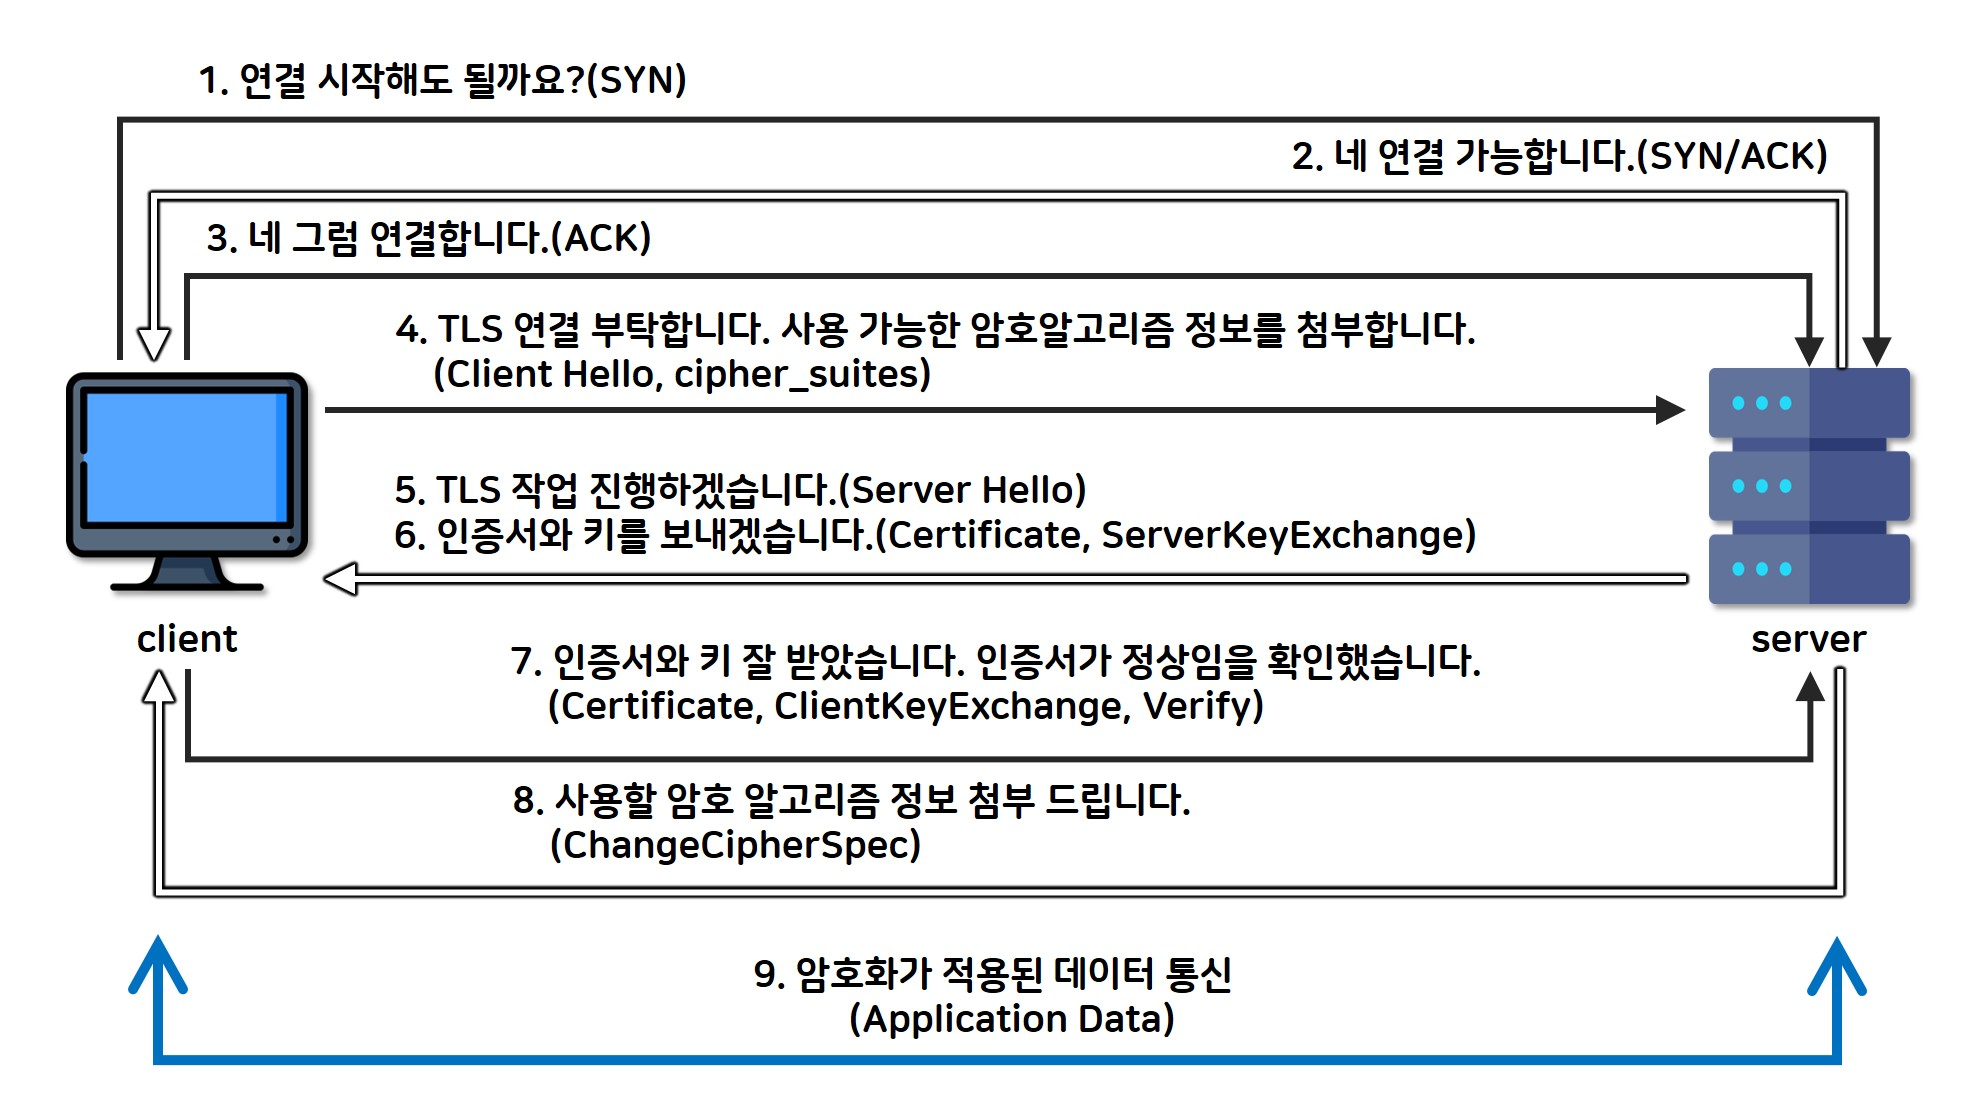 1. 연결 시작해도 될까요?(SYN)
2. 네 연결 가능합니다.(SYN/ACK)
3. 네 그럼 연결합니다.(ACK)
4. TLS 연결 부탁합니다. 사용 가능한 암호알고리즘 정보를 첨부합니다.
(Client Hello, cipher_suites)
5. TLS 작업 진행하겠습니다.(Server Hello)
6. 인증서와 키를 보내겠습니다.(Certificate, ServerKeyExchange)
client
server
7. 인증서와 키 잘 받았습니다. 인증서가 정상임을 확인했습니다.
(Certificate, ClientKeyExchange, Verify)
8. 사용할 암호 알고리즘 정보 첨부 드립니다.
(ChangeCipherSpec)
9. 암호화가 적용된 데이터 통신
(Application Data)